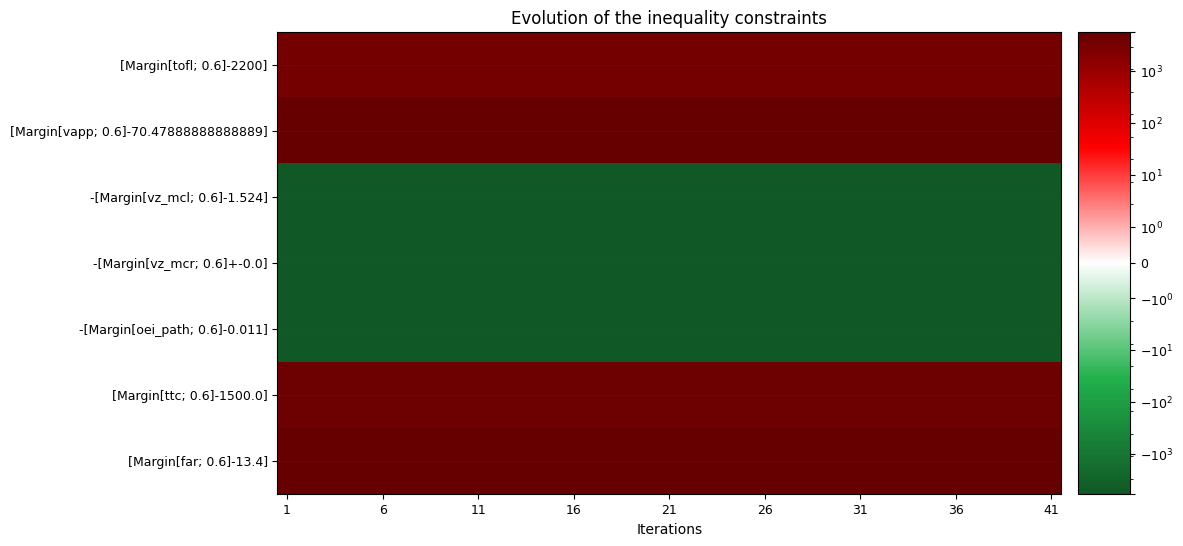 Evolution of the inequality constraints
[Margin[tofl; 0.6]-2200]
[Margin[vapp; 0.6]-70.47888888888889]
-[Margin[vz_mcl; 0.6]-1.524]
-[Margin[vz_mcr; 0.6]+-0.0]
-[Margin[oei_path; 0.6]-0.011]
[Margin[ttc; 0.6]-1500.0]
[Margin[far; 0.6]-13.4]
1 6 11 16 21 26 31 36 41
Iterations
10³
10²
10¹
10⁰
0
−10⁰
−10¹
−10²
−10³